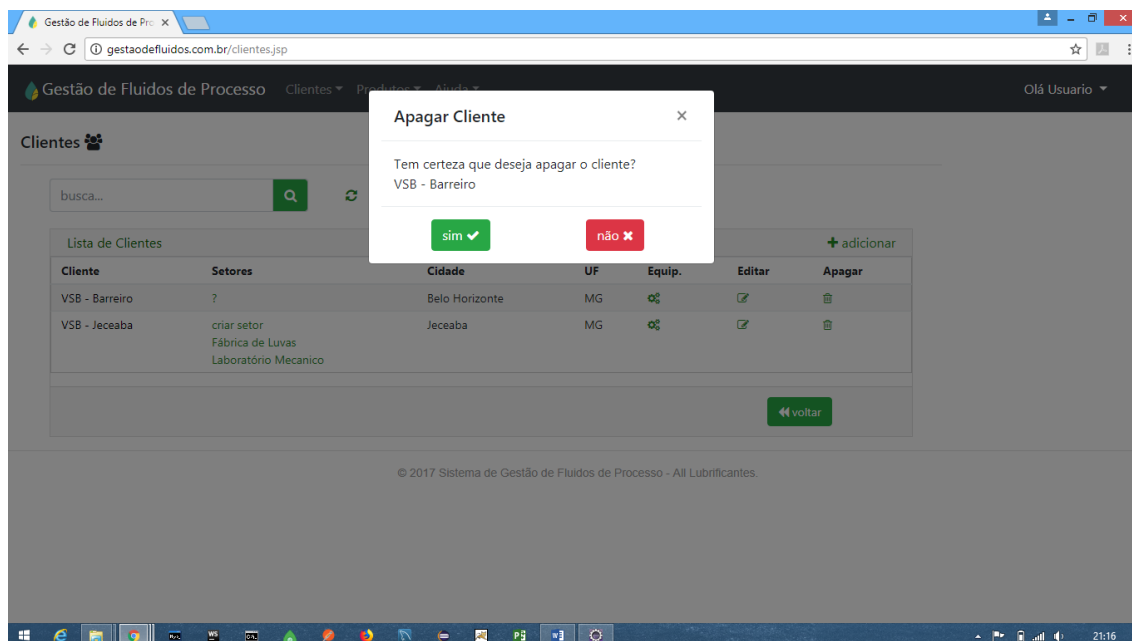 Gestão de Fluidos de Pro
gestaodefluidos.com.br/clientes.jsp
Gestão de Fluidos de Processo Clientes Produtos Ajuda Olá Usuario
Apagar Cliente ×
Clientes
Tem certeza que deseja apagar o cliente?
VSB - Barreiro
busca...
sim não
Lista de Clientes adicionar
Cliente Setores Cidade UF Equip. Editar Apagar
VSB - Barreiro ? Belo Horizonte MG
VSB - Jeceaba criar setor Jeceaba MG
Fábrica de Luvas
Laboratório Mecanico
voltar
© 2017 Sistema de Gestão de Fluidos de Processo - All Lubrificantes.
21:16